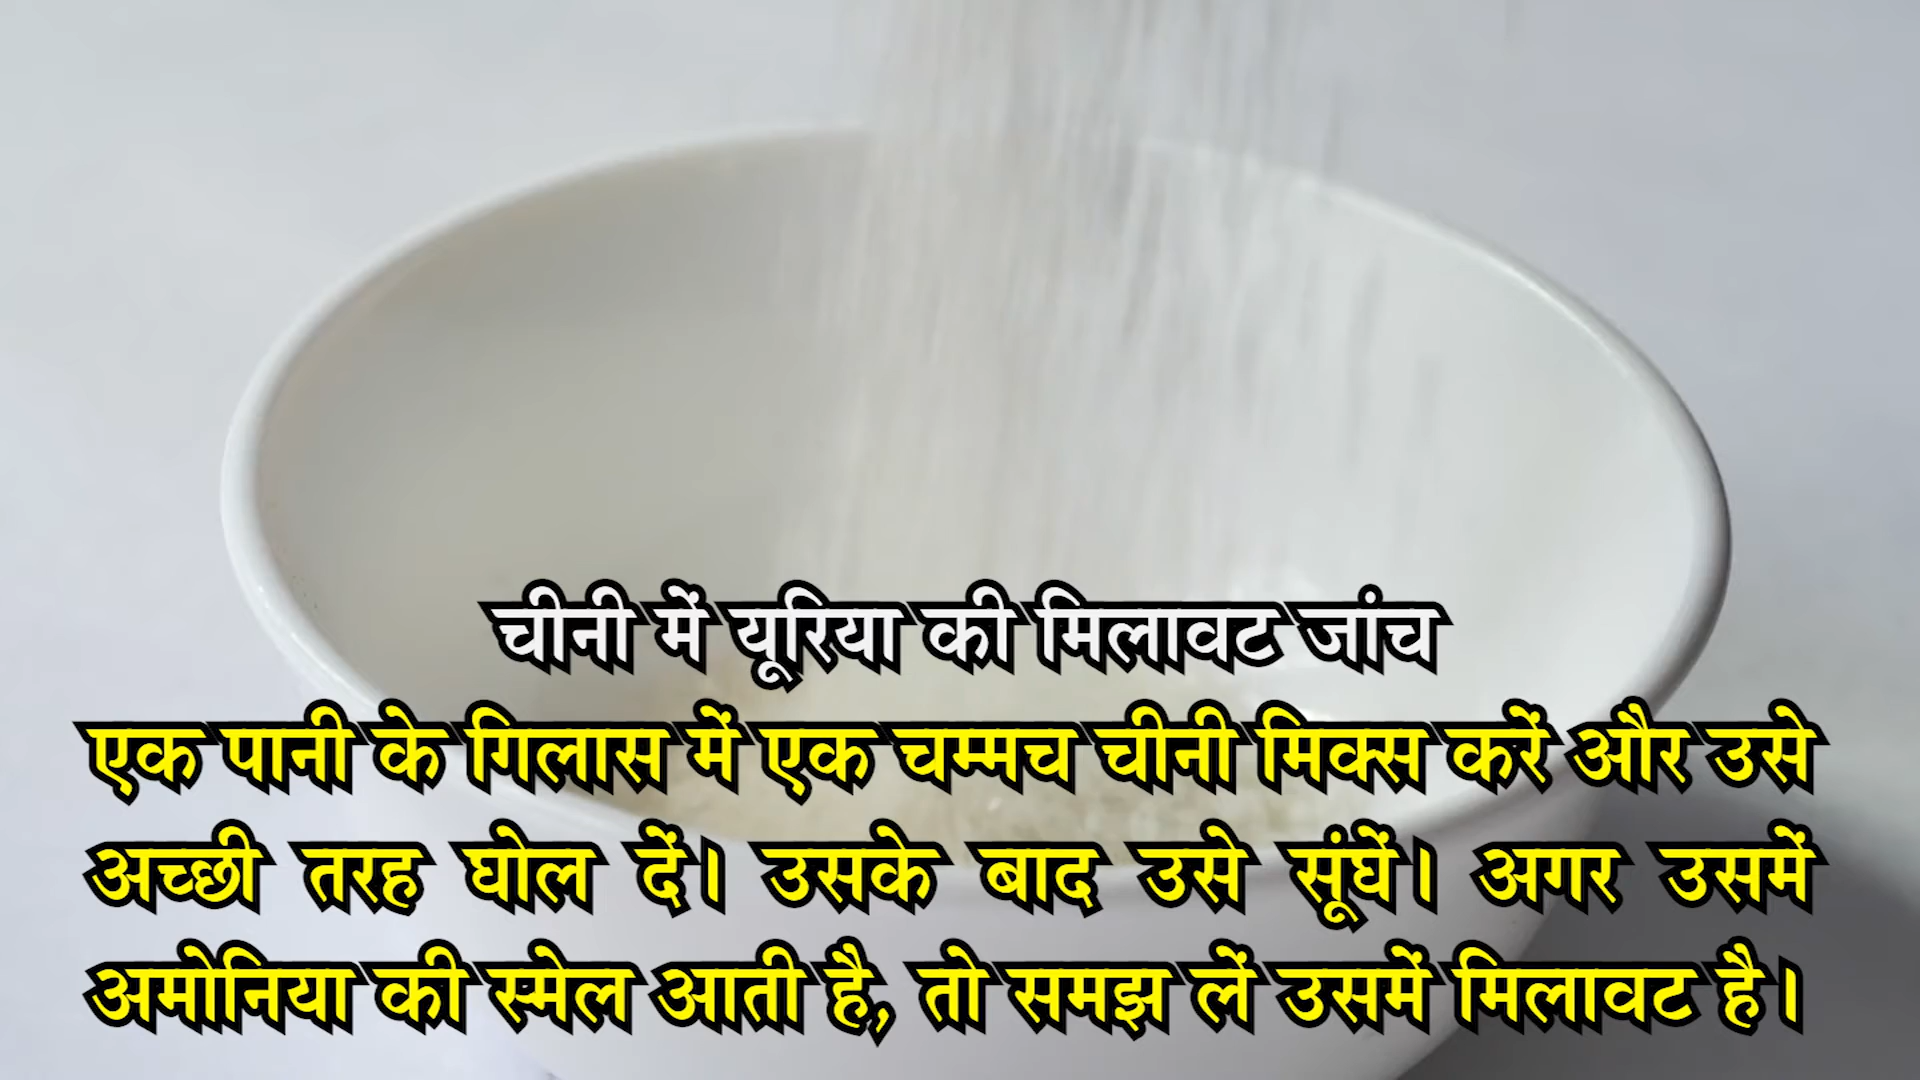 चीनी में यूरिया की मिलावट जांच
एक पानी के गिलास में एक चम्मच चीनी मिक्स करें और उसे
अच्छी तरह घोल दें। उसके बाद उसे सूंघें। अगर उसमें
अमोनिया की स्मेल आती है, तो समझ लें उसमें मिलावट है।